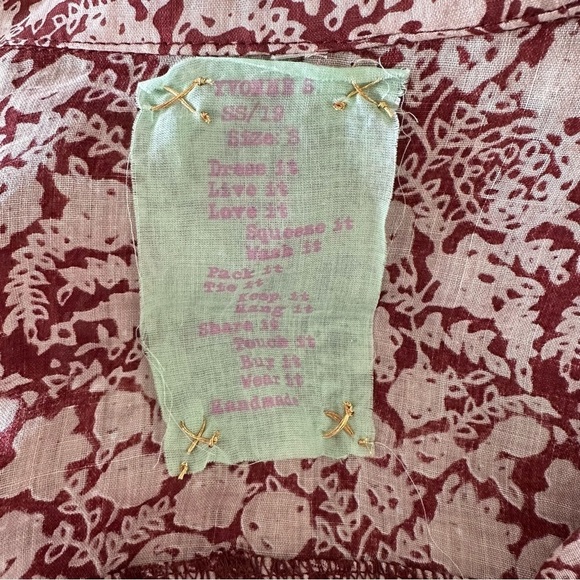 YVONNE S
SS/19
Size: S
Dress it
Live it
Love it
Squeeze it
Wash it
Pack it
Tie it
Keep it
Hang it
Share it
Touch it
Buy it
Wear it
Handmade